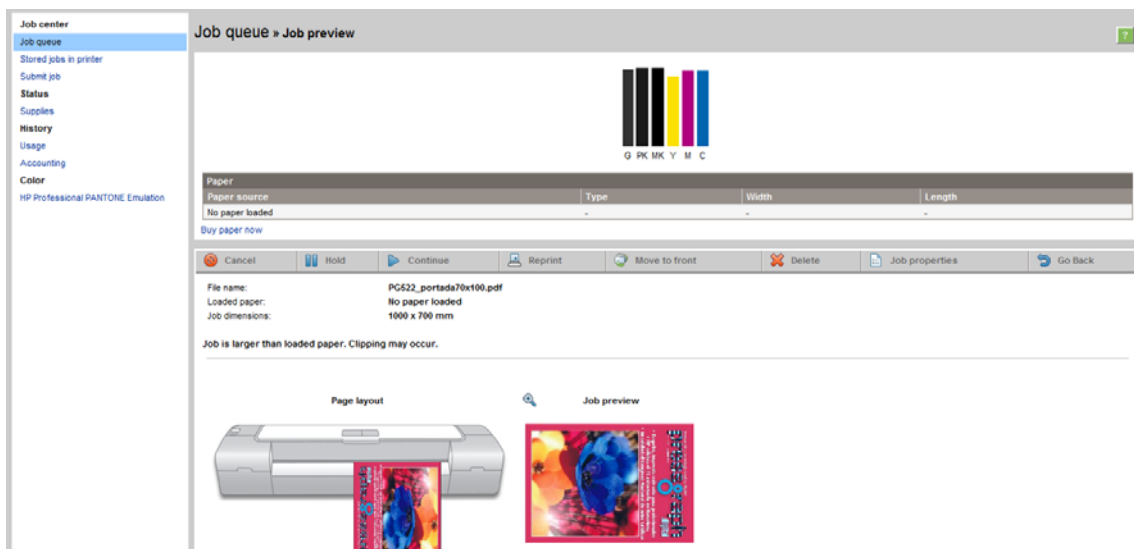 Job center
Job queue
Stored jobs in printer
Submit job
Status
Supplies
History
Usage
Accounting
Color
HP Professional PANTONE Emulation
Job queue » Job preview
?
G PK MK Y M C
Paper
Paper source Type Width Length
No paper loaded - - -
Buy paper now
Cancel Hold Continue Reprint Move to front Delete Job properties Go Back
File name: PG522_portada70x100.pdf
Loaded paper: No paper loaded
Job dimensions: 1000 x 700 mm
Job is larger than loaded paper. Clipping may occur.
Page layout Job preview